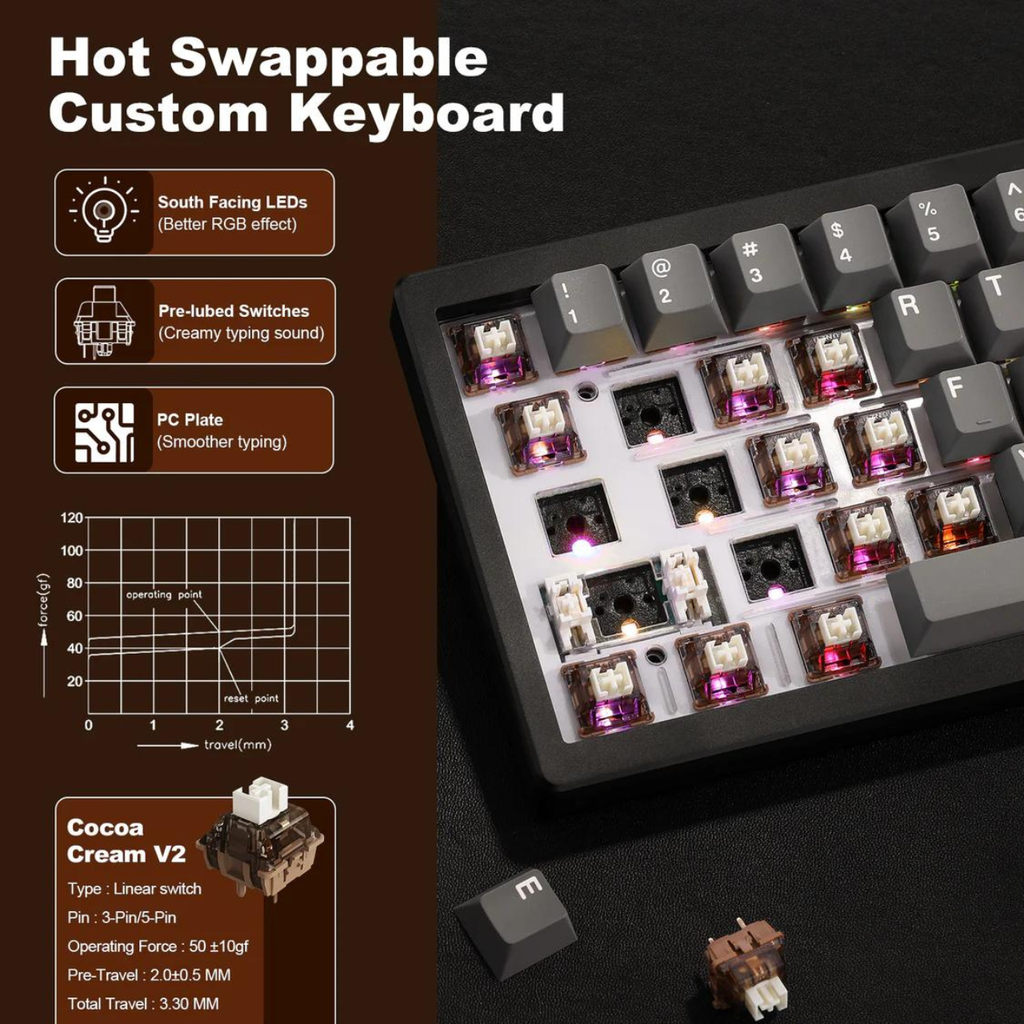 Hot Swappable
Custom Keyboard
South Facing LEDs
(Better RGB effect)
Pre-lubed Switches
(Creamy typing sound)
PC Plate
(Smoother typing)
120
100
80
60
40
20
force(gf)
operating point
reset point
0 1 2 3 4
travel(mm)
Cocoa
Cream V2
Type : Linear switch
Pin : 3-Pin/5-Pin
Operating Force : 50 ±10gf
Pre-Travel : 2.0±0.5 MM
Total Travel : 3.30 MM
! @ # $ % ^
1 2 3 4 5 6
R T
F
E